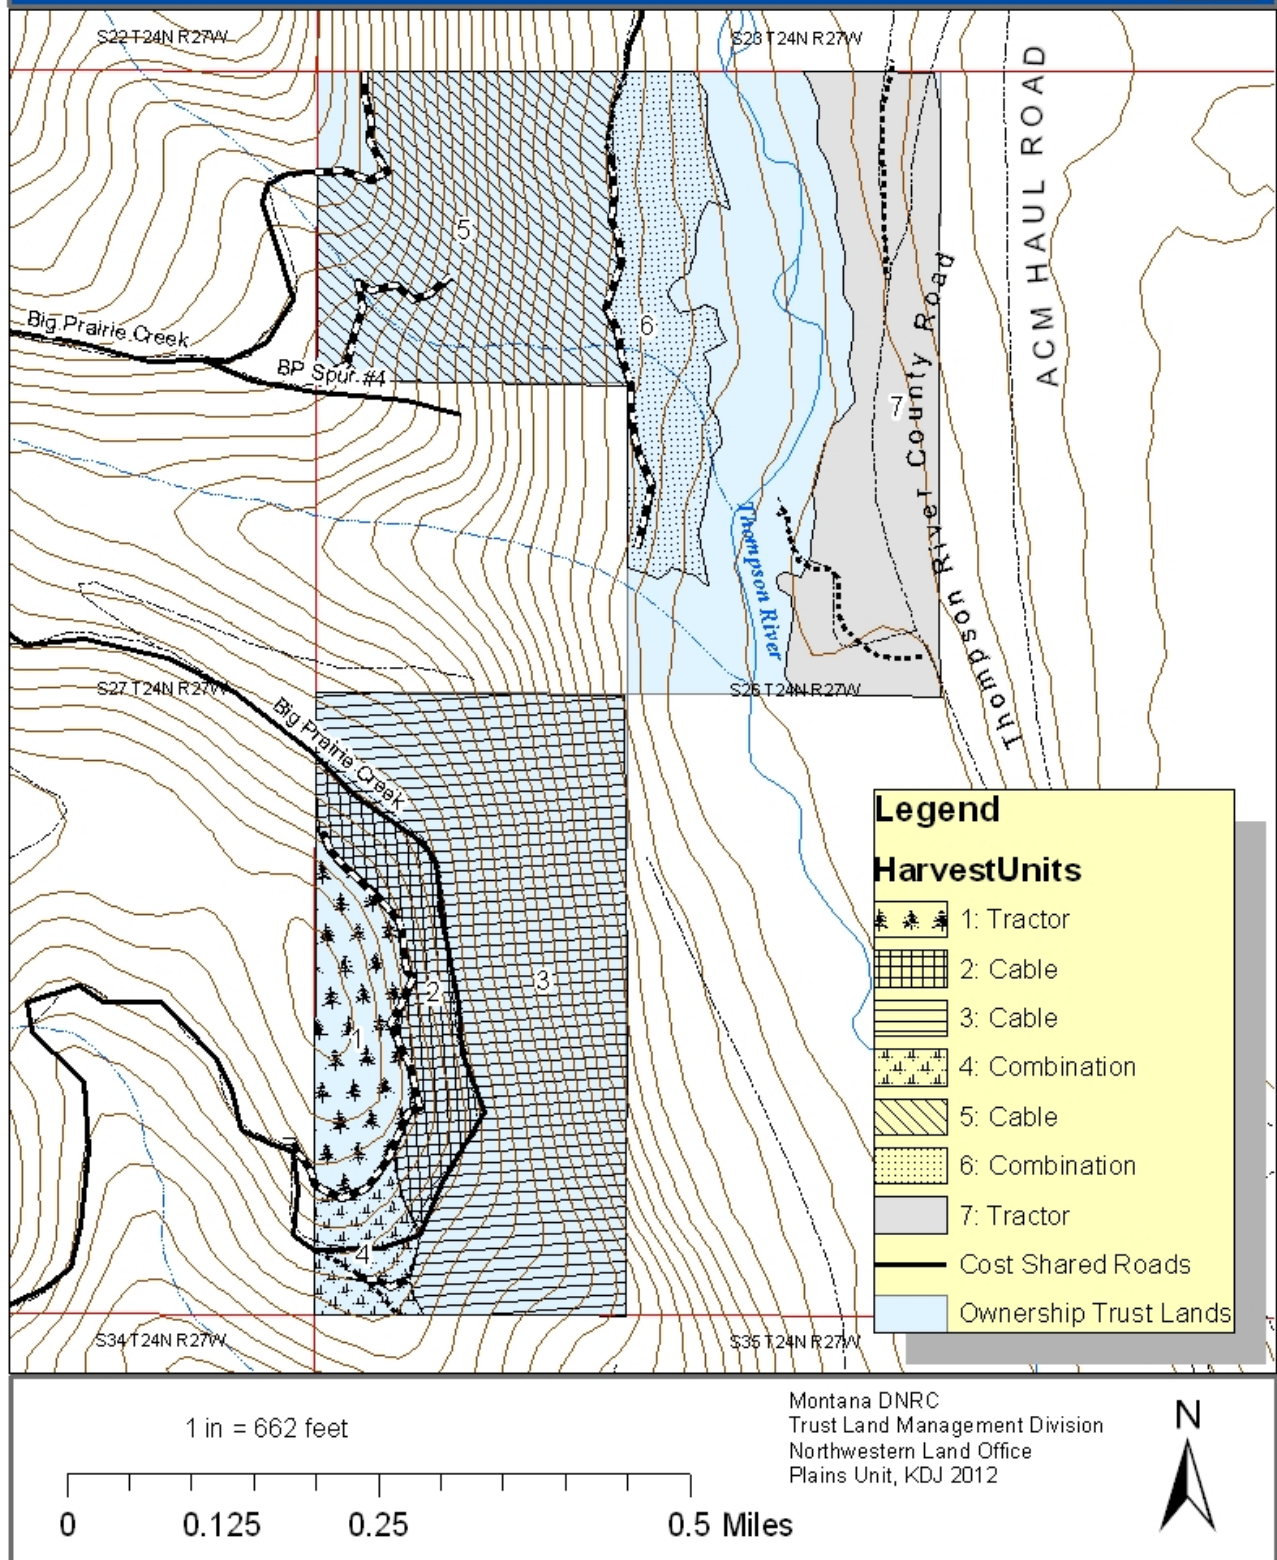 S22 T24N R27W
S23 T24N R27W
ACM HAUL ROAD
5
Big Prairie Creek
BP Spur #4
6
7
Thompson River County Road
Thompson River
S27 T24N R27W
S26 T24N R27W
Big Prairie Creek
3
2
1
4
S34 T24N R27W
S35 T24N R27W
Legend
HarvestUnits
1: Tractor
2: Cable
3: Cable
4: Combination
5: Cable
6: Combination
7: Tractor
Cost Shared Roads
Ownership Trust Lands
1 in = 662 feet
0 0.125 0.25 0.5 Miles
Montana DNRC
Trust Land Management Division
Northwestern Land Office
Plains Unit, KDJ 2012
N